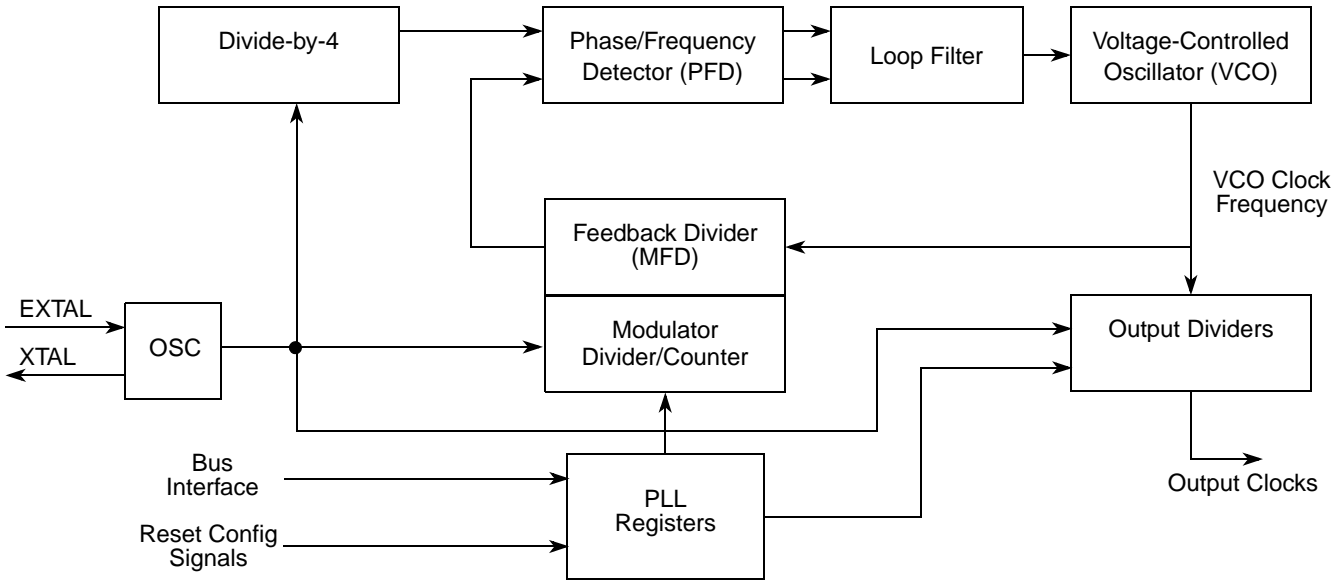 Divide-by-4
Phase/Frequency
Detector (PFD)
Loop Filter
Voltage-Controlled
Oscillator (VCO)
VCO Clock
Frequency
Feedback Divider
(MFD)
EXTAL
XTAL
OSC
Modulator
Divider/Counter
Output Dividers
Bus
Interface
Reset Config
Signals
PLL
Registers
Output Clocks